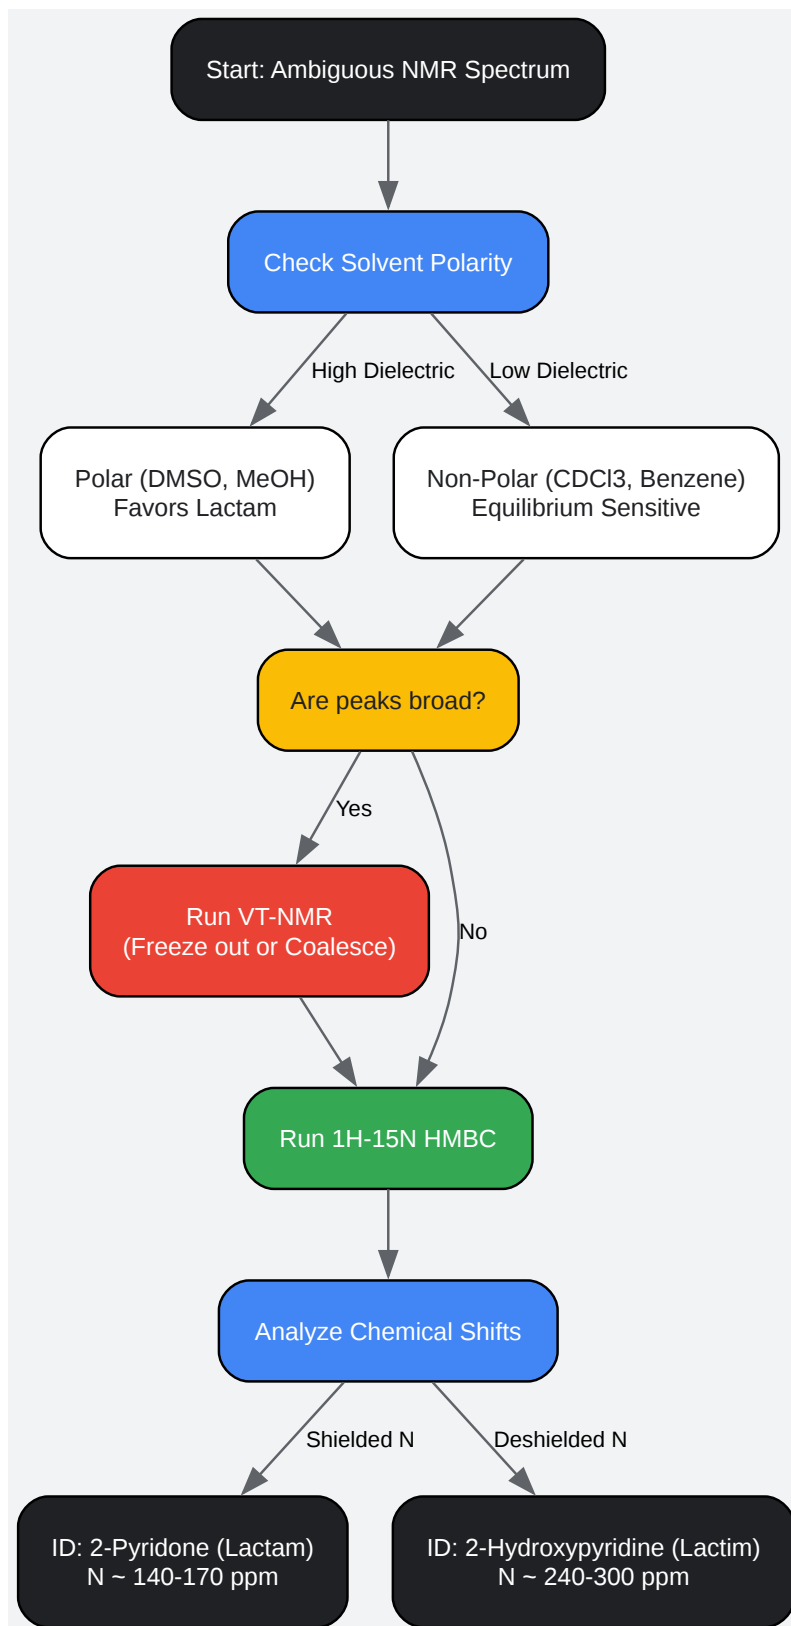 Start: Ambiguous NMR Spectrum
Check Solvent Polarity
High Dielectric
Low Dielectric
Polar (DMSO, MeOH)
Favors Lactam
Non-Polar (CDCl3, Benzene)
Equilibrium Sensitive
Are peaks broad?
Yes
Run VT-NMR
(Freeze out or Coalesce)
No
Run 1H-15N HMBC
Analyze Chemical Shifts
Shielded N
Deshielded N
ID: 2-Pyridone (Lactam)
N ~ 140-170 ppm
ID: 2-Hydroxypyridine (Lactim)
N ~ 240-300 ppm